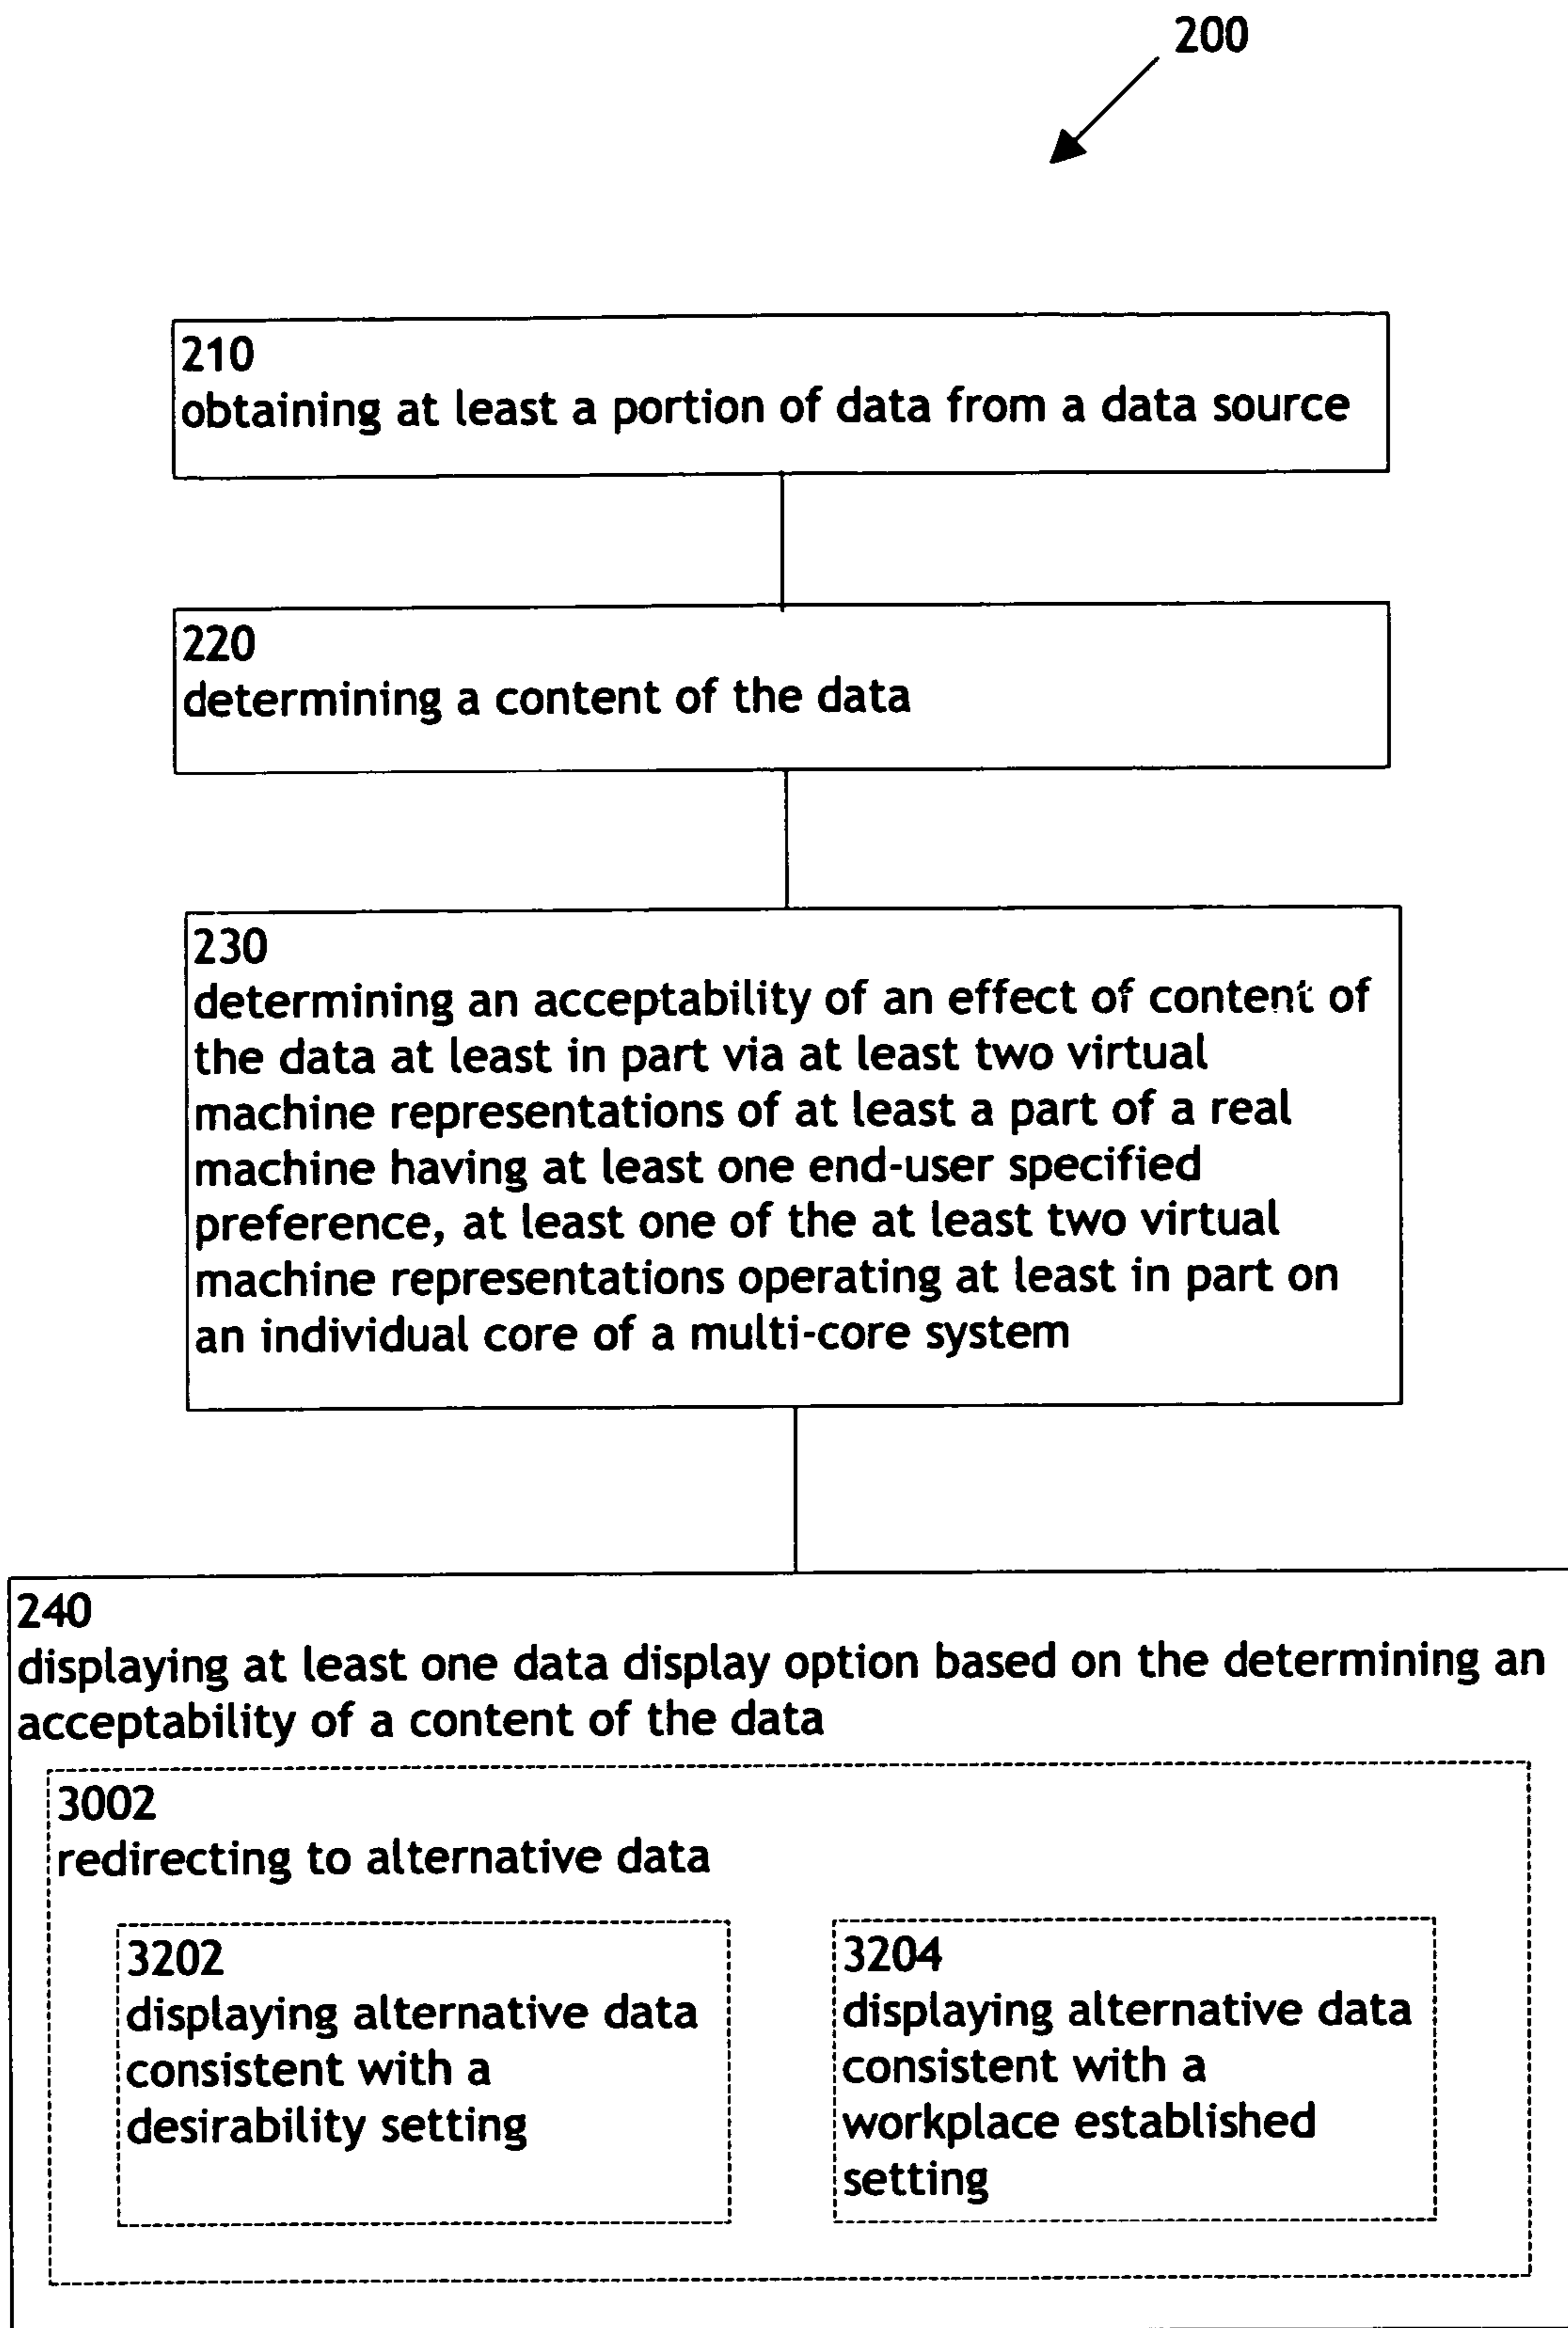 200
210
obtaining at least a portion of data from a data source
220
determining a content of the data
230
determining an acceptability of an effect of content of
the data at least in part via at least two virtual
machine representations of at least a part of a real
machine having at least one end-user specified
preference, at least one of the at least two virtual
machine representations operating at least in part on
an individual core of a multi-core system
240
displaying at least one data display option based on the determining an
acceptability of a content of the data
3002
redirecting to alternative data
3202
displaying alternative data
consistent with a
desirability setting
3204
displaying alternative data
consistent with a
workplace established
setting